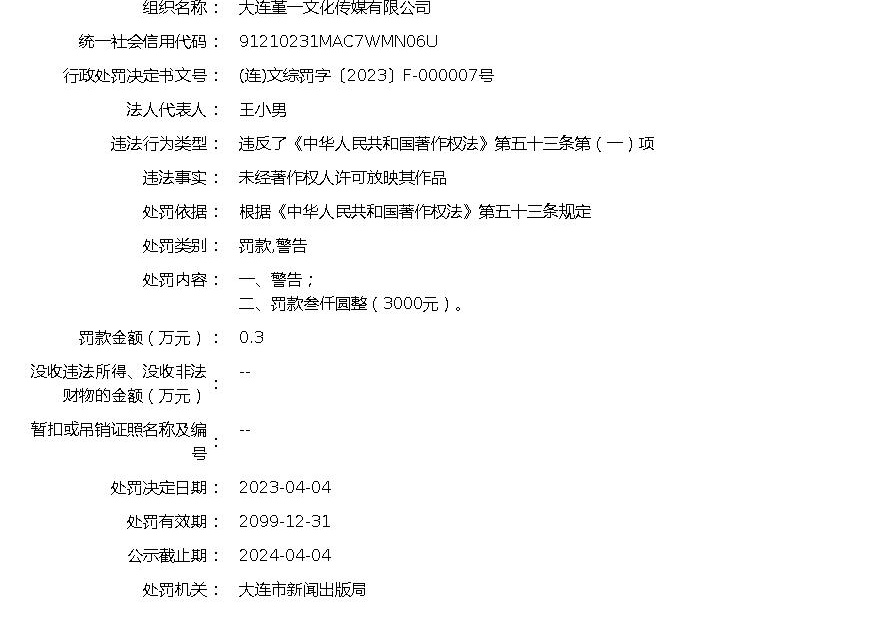 组织名称： 大连堇一文化传媒有限公司
统一社会信用代码： 91210231MAC7WMN06U
行政处罚决定书文号： (连)文综罚字〔2023〕F-000007号
法人代表人： 王小男
违法行为类型： 违反了《中华人民共和国著作权法》第五十三条第（一）项
违法事实： 未经著作权人许可放映其作品
处罚依据： 根据《中华人民共和国著作权法》第五十三条规定
处罚类别： 罚款,警告
处罚内容： 一、警告；
二、罚款叁仟圆整（3000元）。
罚款金额（万元）： 0.3
没收违法所得、没收非法 --
财物的金额（万元）：
暂扣或吊销证照名称及编 --
号：
处罚决定日期： 2023-04-04
处罚有效期： 2099-12-31
公示截止期： 2024-04-04
处罚机关： 大连市新闻出版局